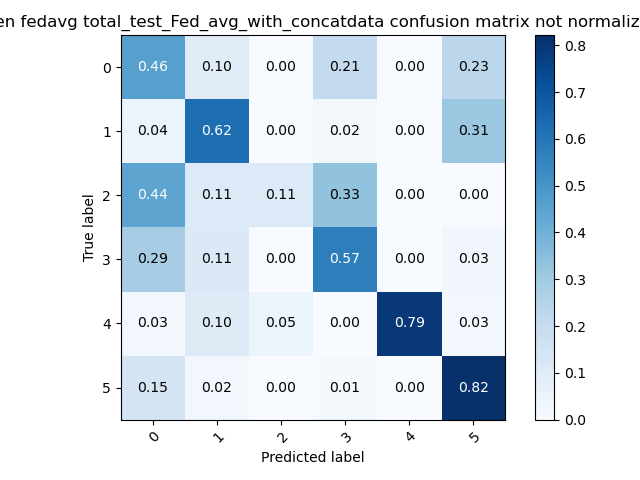 en fedavg total_test_Fed_avg_with_concatdata confusion matrix not normaliz
0 0.46 0.10 0.00 0.21 0.00 0.23
1 0.04 0.62 0.00 0.02 0.00 0.31
2 0.44 0.11 0.11 0.33 0.00 0.00
3 0.29 0.11 0.00 0.57 0.00 0.03
4 0.03 0.10 0.05 0.00 0.79 0.03
5 0.15 0.02 0.00 0.01 0.00 0.82
0 1 2 3 4 5
True label
Predicted label
0.8
0.7
0.6
0.5
0.4
0.3
0.2
0.1
0.0